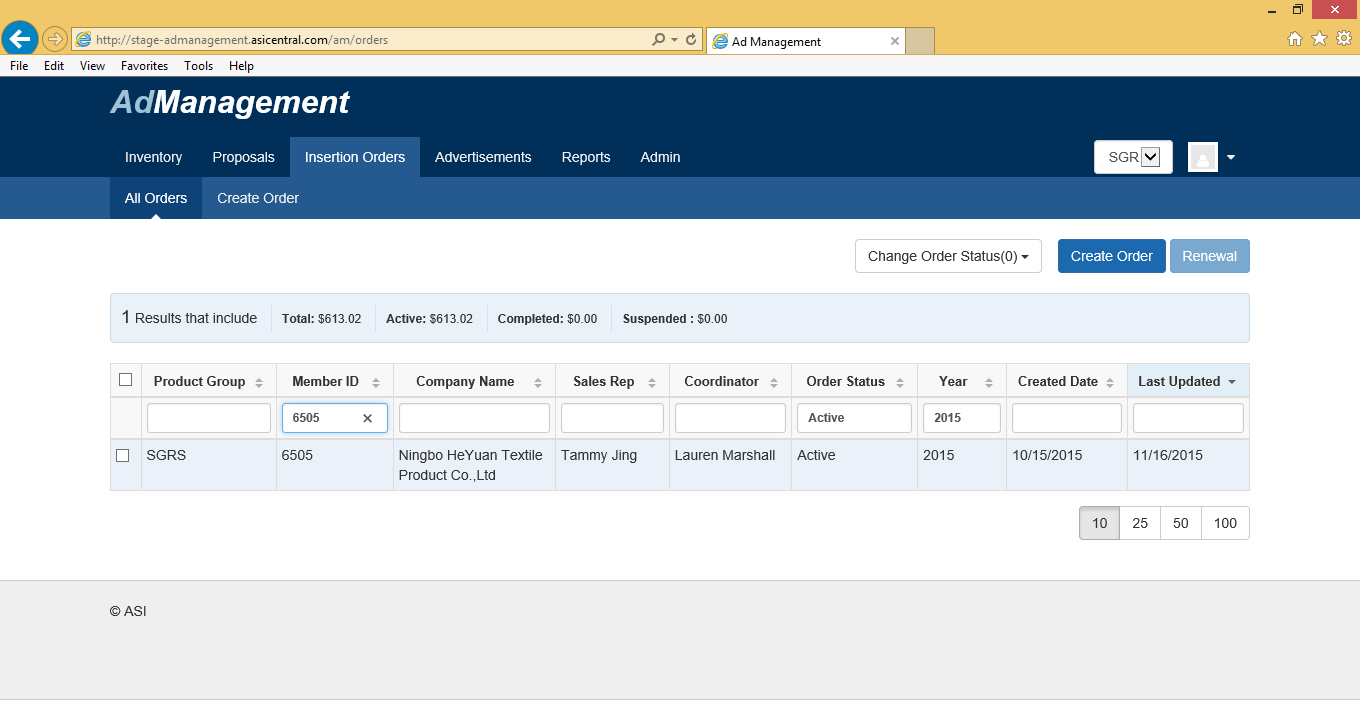 http://stage-admanagement.asicentral.com/am/orders
Ad Management
File Edit View Favorites Tools Help
AdManagement
Inventory Proposals Insertion Orders Advertisements Reports Admin SGR
All Orders Create Order
Change Order Status(0) Create Order Renewal
1 Results that include Total: $613.02 Active: $613.02 Completed: $0.00 Suspended : $0.00
Product Group Member ID Company Name Sales Rep Coordinator Order Status Year Created Date Last Updated
6505 Active 2015
SGRS 6505 Ningbo HeYuan Textile Tammy Jing Lauren Marshall Active 2015 10/15/2015 11/16/2015
Product Co.,Ltd
10 25 50 100
© ASI